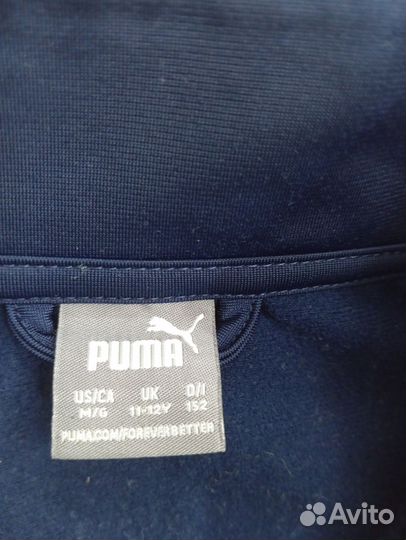 PUMA
US/CA UK D/I
M/G 11-12Y 152
PUMA.COM/FOREVERBETTER
Avito